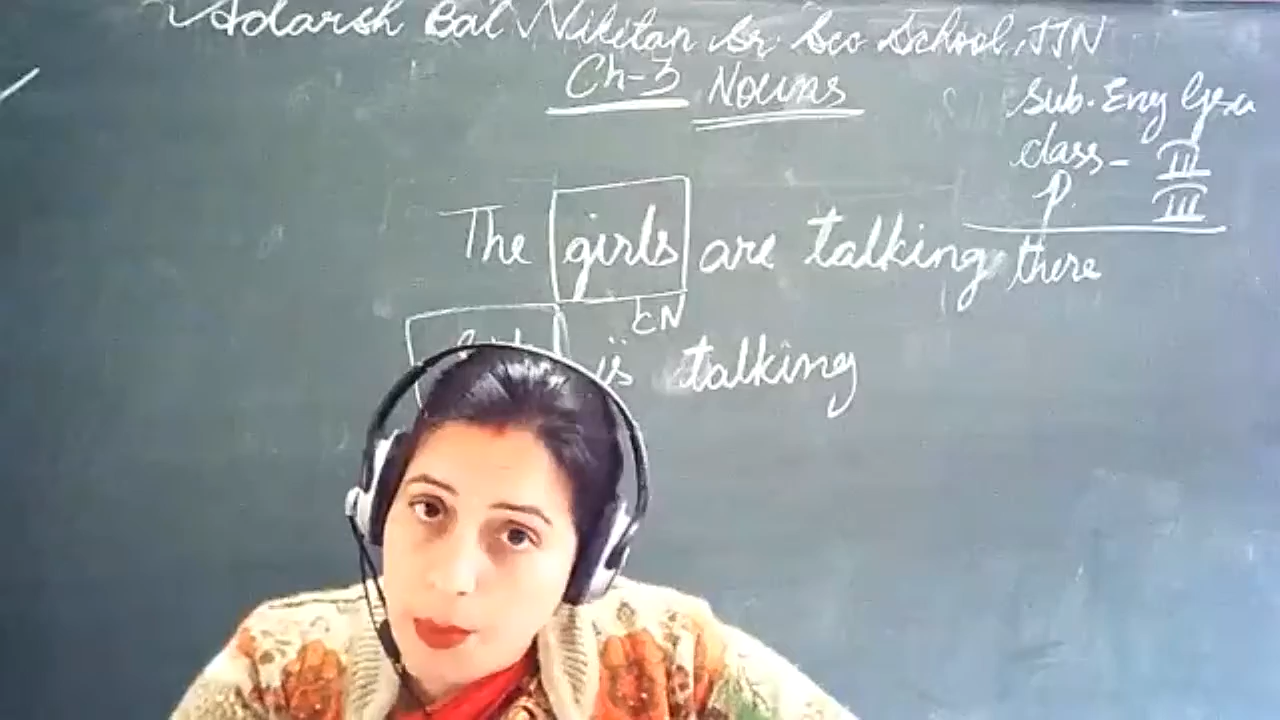 Adarsh Bal Nikitan Sr. Sec School, JJN
Ch-3 Nouns
Sub. Eng Gra
class - III
P. III
The girls are talking there
CN
is talking